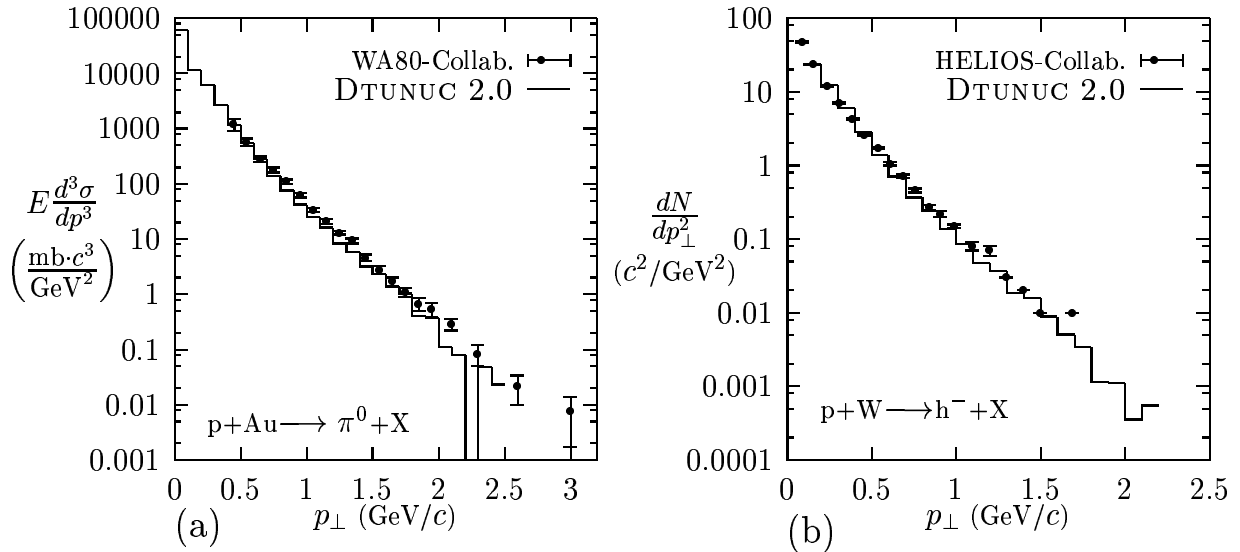 100000
10000
1000
100
10
1
0.1
0.01
0.001
E d³σ/dp³
(mb·c³/GeV²)
WA80-Collab.
DTUNUC 2.0
p+Au⟶ π⁰+X
0 0.5 1 1.5 2 2.5 3
p⊥ (GeV/c)
(a)
100
10
1
0.1
0.01
0.001
0.0001
dN/dp⊥²
(c²/GeV²)
HELIOS-Collab.
DTUNUC 2.0
p+W⟶h⁻+X
0 0.5 1 1.5 2 2.5
p⊥ (GeV/c)
(b)